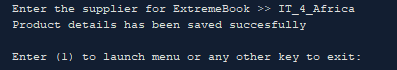 Enter the supplier for ExtremeBook >> IT_4_Africa
Product details has been saved succesfully
Enter (1) to launch menu or any other key to exit: